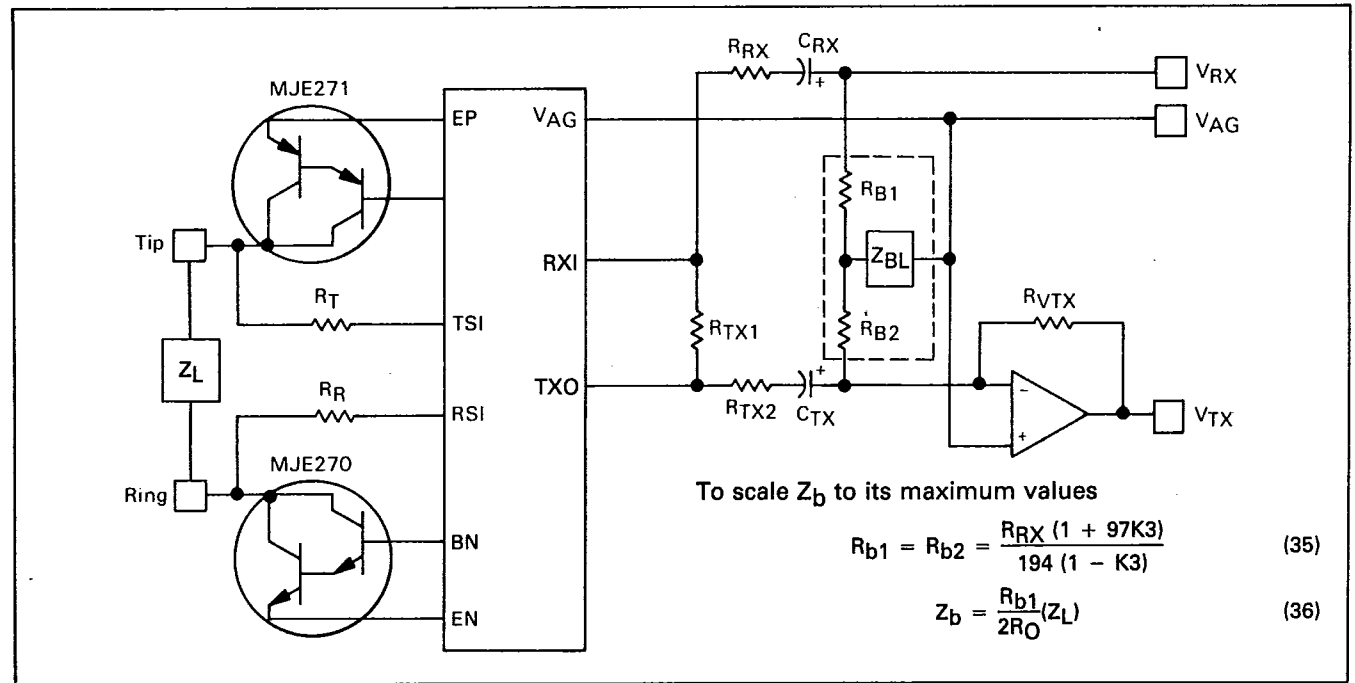 RRX
CRX
+
VRX
MJE271
EP
VAG
VAG
RB1
Tip
ZBL
RXI
RT
RVTX
TSI
RTX1
RB2
ZL
RR
TXO
+
−
RSI
RTX2
CTX
VTX
+
MJE270
Ring
To scale Zb to its maximum values
BN
Rb1 = Rb2 = RRX (1 + 97K3) / 194 (1 − K3) (35)
EN
Zb = Rb1 / 2RO (ZL) (36)